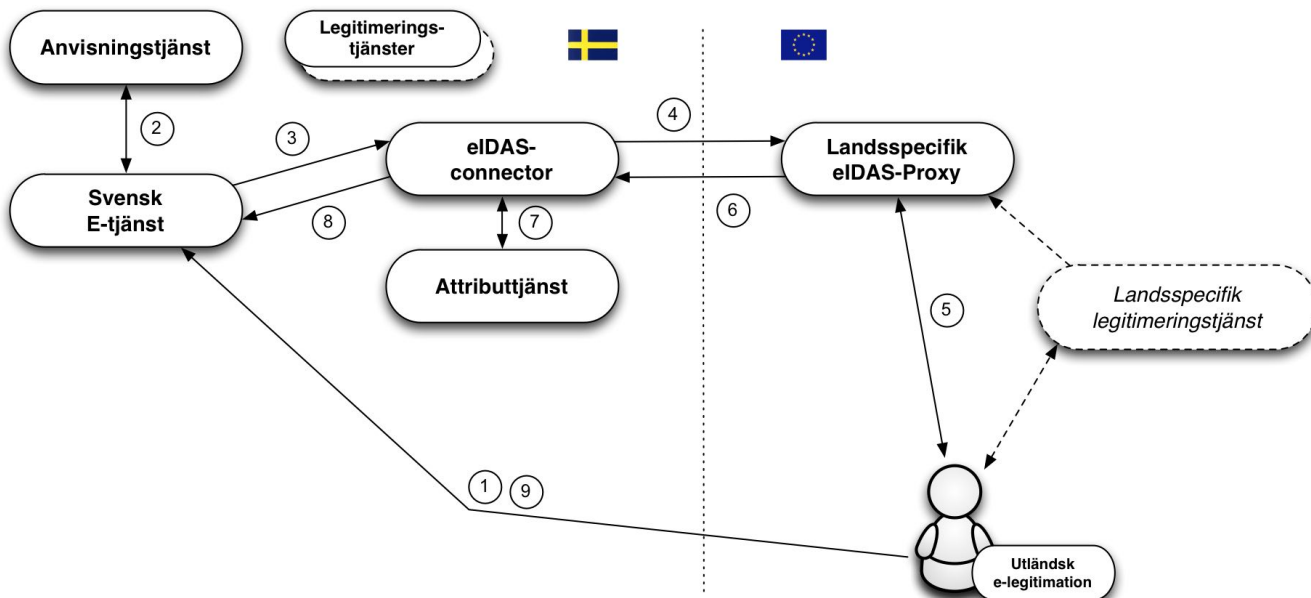 Anvisningstjänst
Legitimerings-
tjänster
2
3
4
eIDAS-
connector
Landsspecifik
eIDAS-Proxy
Svensk
E-tjänst
8
7
6
Attributtjänst
5
Landsspecifik
legitimeringstjänst
1
9
Utländsk
e-legitimation